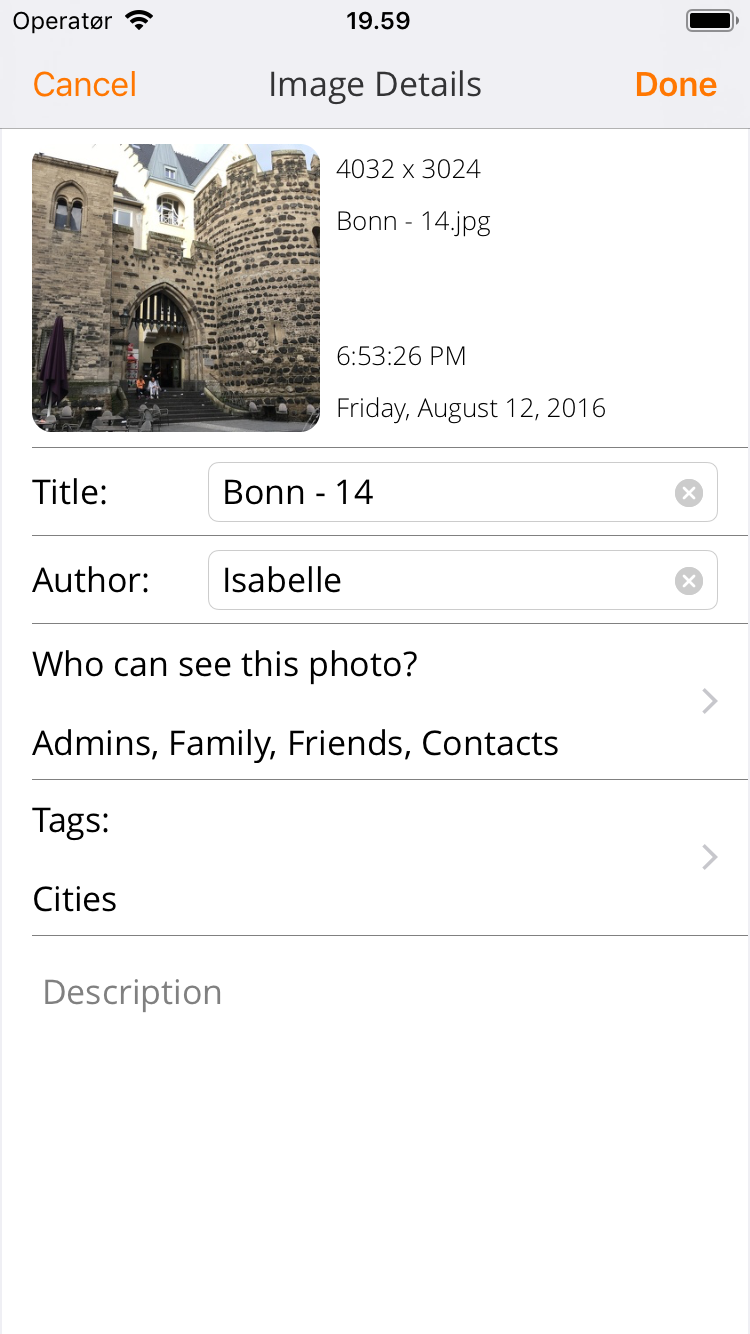 Operatør 19.59
Cancel Image Details Done
4032 x 3024
Bonn - 14.jpg
6:53:26 PM
Friday, August 12, 2016
Title: Bonn - 14
Author: Isabelle
Who can see this photo?
Admins, Family, Friends, Contacts
Tags:
Cities
Description